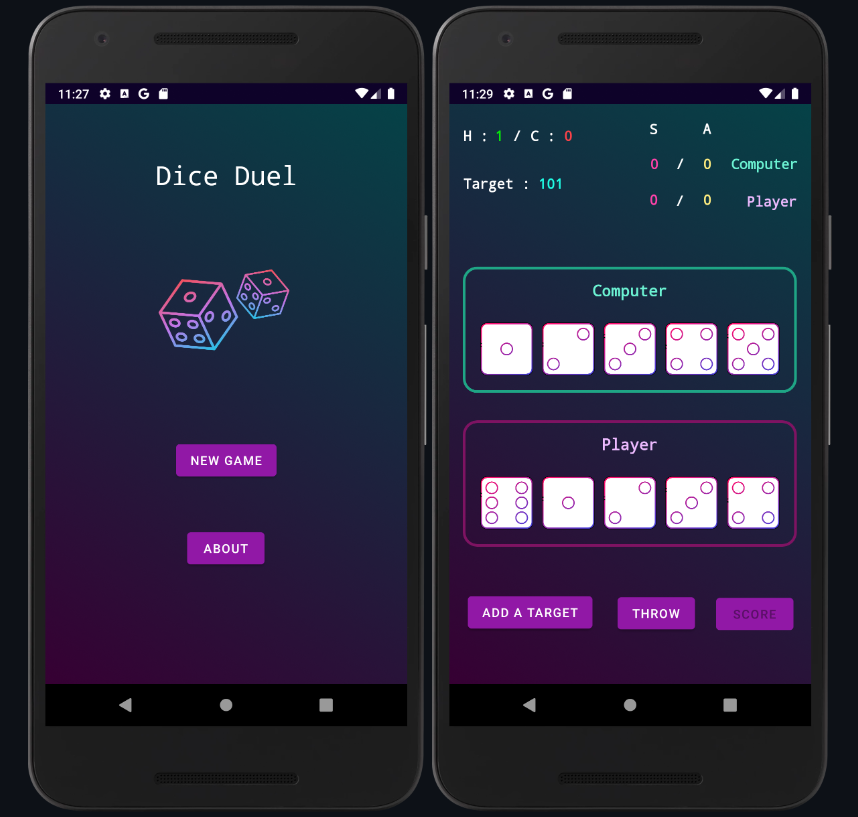 11:27
Dice Duel
NEW GAME
ABOUT
11:29
H : 1 / C : 0
S A
0 / 0 Computer
Target : 101
0 / 0 Player
Computer
Player
ADD A TARGET THROW SCORE